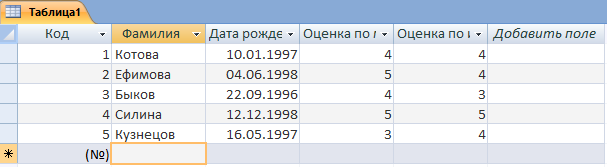 Таблица1
Код Фамилия Дата рожде Оценка по м Оценка по и Добавить поле
1 Котова 10.01.1997 4 4
2 Ефимова 04.06.1998 5 4
3 Быков 22.09.1996 4 3
4 Силина 12.12.1998 5 5
5 Кузнецов 16.05.1997 3 4
(№)